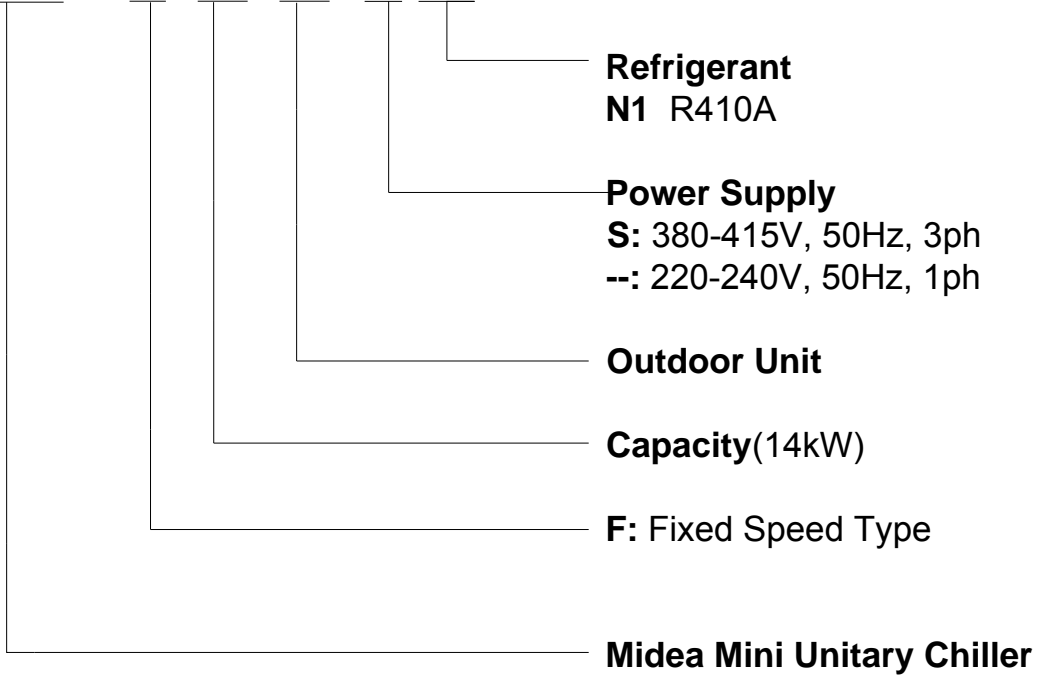 Refrigerant
N1 R410A
Power Supply
S: 380-415V, 50Hz, 3ph
--: 220-240V, 50Hz, 1ph
Outdoor Unit
Capacity(14kW)
F: Fixed Speed Type
Midea Mini Unitary Chiller